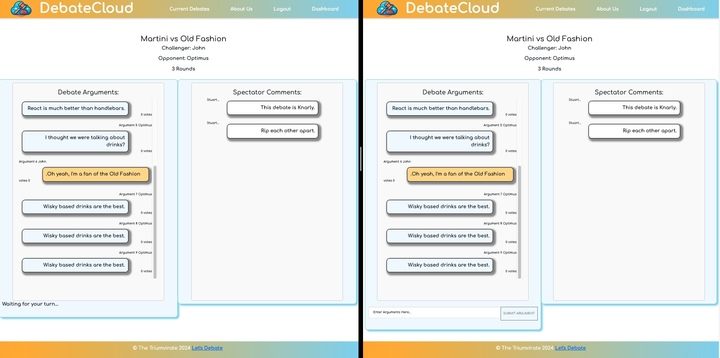 DebateCloud
Current Debates About Us Logout Dashboard
Martini vs Old Fashion
Challenger: John
Opponent: Optimus
3 Rounds
Debate Arguments:
React is much better than handlebars.
0 votes
Argument 5 Optimus
I thought we were talking about
drinks?
0 votes
Argument 6 John
Oh yeah, I'm a fan of the Old Fashion
votes 0
Argument 7 Optimus
Wisky based drinks are the best.
0 votes
Argument 8 Optimus
Wisky based drinks are the best.
0 votes
Argument 9 Optimus
Wisky based drinks are the best.
0 votes
Waiting for your turn...
Spectator Comments:
Stuart..
This debate is Knarly.
Stuart..
Rip each other apart.
© The Triumvirate 2024 Let's Debate
DebateCloud
Current Debates About Us Logout Dashboard
Martini vs Old Fashion
Challenger: John
Opponent: Optimus
3 Rounds
Debate Arguments:
React is much better than handlebars.
0 votes
Argument 5 Optimus
I thought we were talking about
drinks?
0 votes
Argument 6 John
.Oh yeah, I'm a fan of the Old Fashion
votes 0
Argument 7 Optimus
Wisky based drinks are the best.
0 votes
Argument 8 Optimus
Wisky based drinks are the best.
0 votes
Argument 9 Optimus
Wisky based drinks are the best.
0 votes
Enter Arguments Here...
SUBMIT ARGUMENT
Spectator Comments:
Stuart..
This debate is Knarly.
Stuart..
Rip each other apart.
© The Triumvirate 2024 Let's Debate